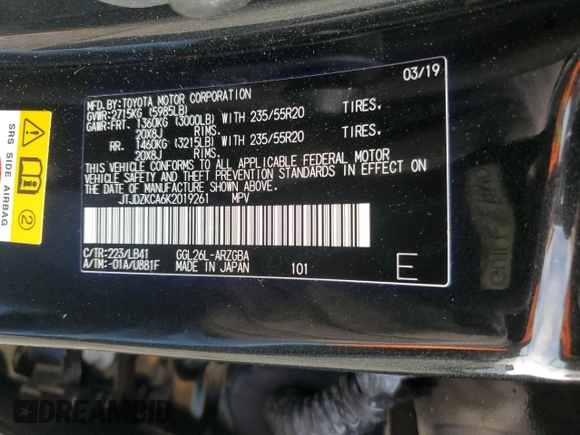 03/19
MFD. BY: TOYOTA MOTOR CORPORATION
GVWR: 2715KG (5985LB)
GAWR: FRT. 1360KG (3000LB) WITH 235/55R20 TIRES,
20X8J RIMS.
RR. 1460KG (3215LB) WITH 235/55R20 TIRES,
20X8J RIMS.
THIS VEHICLE CONFORMS TO ALL APPLICABLE FEDERAL MOTOR
VEHICLE SAFETY AND THEFT PREVENTION STANDARDS IN EFFECT ON
THE DATE OF MANUFACTURE SHOWN ABOVE.
JTJDZKCA6K2019261 MPV
C/TR:223/LB41 GGL26L-ARZGBA
A/TM:-01A/UB81F MADE IN JAPAN 101 E
SRS SIDE AIRBAG
2
DREAMBID